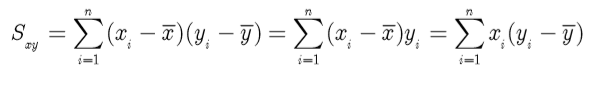 S_{xy} = \sum_{i=1}^{n} (x_i - \overline{x})(y_i - \overline{y}) = \sum_{i=1}^{n} (x_i - \overline{x})y_i = \sum_{i=1}^{n} x_i(y_i - \overline{y})